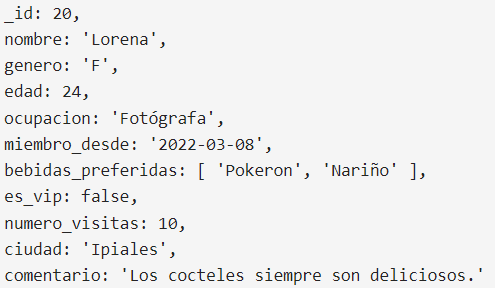 _id: 20,
nombre: 'Lorena',
genero: 'F',
edad: 24,
ocupacion: 'Fotógrafa',
miembro_desde: '2022-03-08',
bebidas_preferidas: [ 'Pokeron', 'Nariño' ],
es_vip: false,
numero_visitas: 10,
ciudad: 'Ipiales',
comentario: 'Los cocteles siempre son deliciosos.'